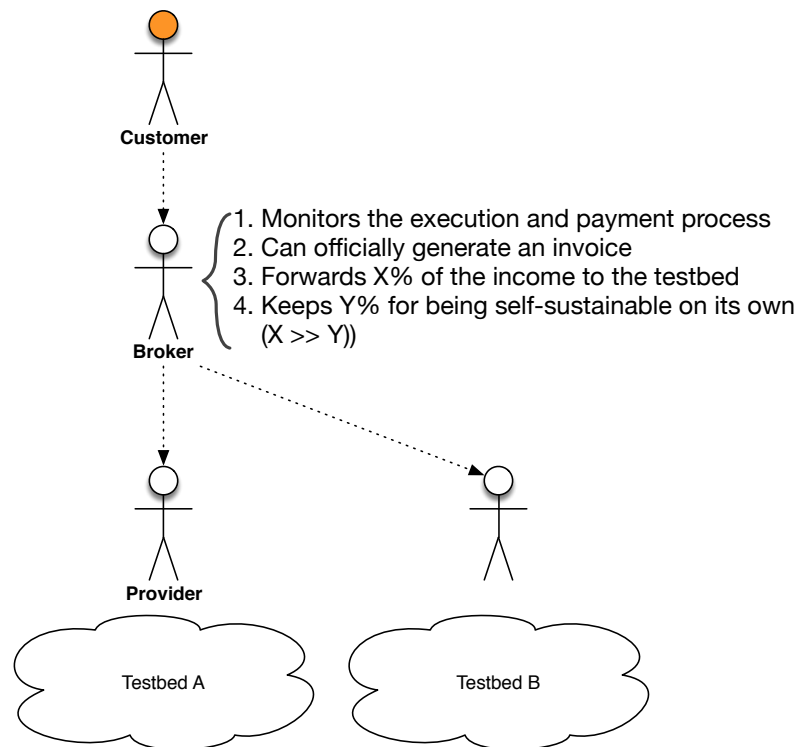 Customer
1. Monitors the execution and payment process
2. Can officially generate an invoice
3. Forwards X% of the income to the testbed
4. Keeps Y% for being self-sustainable on its own
(X >> Y))
Broker
Provider
Testbed A
Testbed B